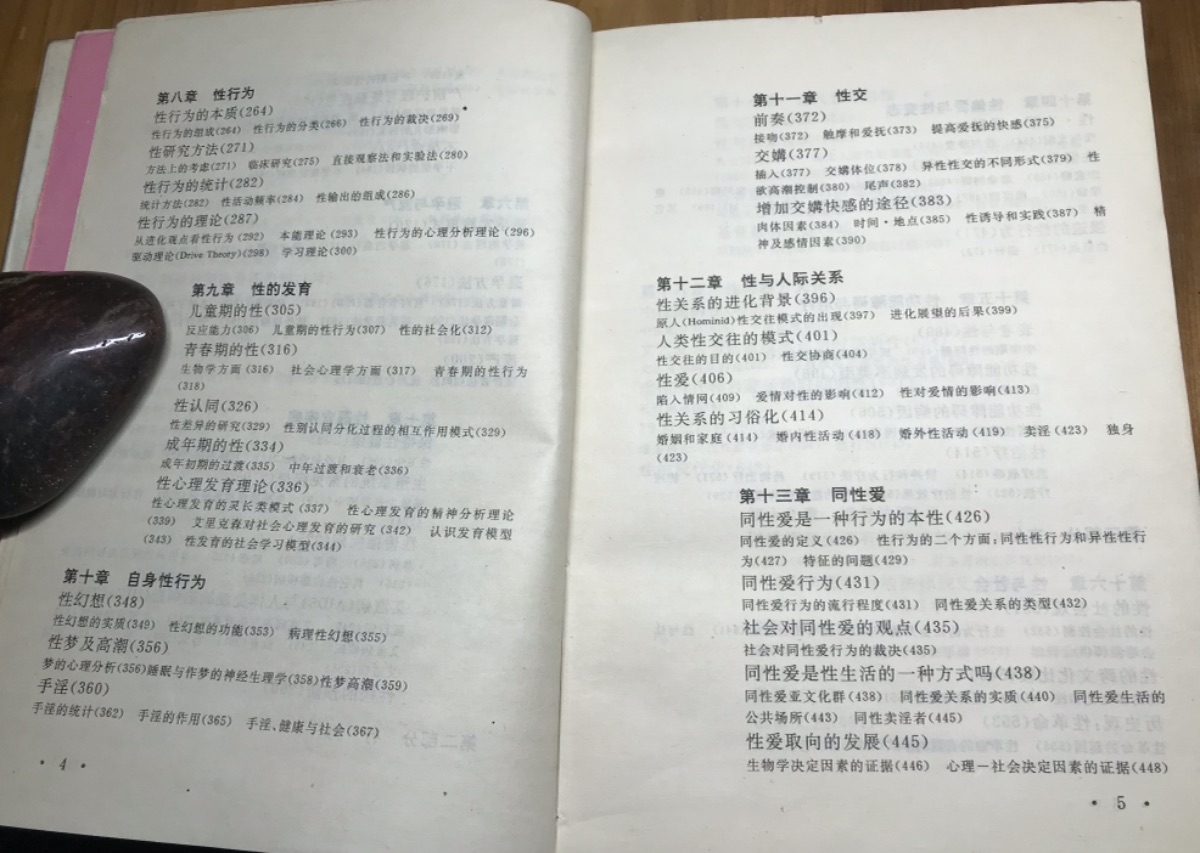 第八章 性行为
性行为的本质(264)
性行为的组成(264) 性行为的分类(266) 性行为的裁决(269)
性研究方法(271)
方法上的考虑(271) 临床研究(275) 直接观察法和实验法(280)
性行为的统计(282)
统计方法(282) 性活动频率(284) 性输出的组成(286)
性行为的理论(287)
从进化观点看性行为(292) 本能理论(293) 性行为的心理分析理论(296)
驱动理论(Drive Theory)(298) 学习理论(300)
第九章 性的发育
儿童期的性(305)
反应能力(306) 儿童期的性行为(307) 性的社会化(312)
青春期的性(316)
生物学方面(316) 社会心理学方面(317) 青春期的性行为
(318)
性认同(326)
性差异的研究(329) 性别认同分化过程的相互作用模式(329)
成年期的性(334)
成年初期的过渡(335) 中年过渡和衰老(336)
性心理发育理论(336)
性心理发育的灵长类模式(337) 性心理发育的精神分析理论
(339) 艾里克森对社会心理发育的研究(342) 认识发育模型
(343) 性发育的社会学习模型(344)
第十章 自身性行为
性幻想(348)
性幻想的实质(349) 性幻想的功能(353) 病理性幻想(355)
性梦及高潮(356)
梦的心理分析(356)睡眠与作梦的神经生理学(358)性梦高潮(359)
手淫(360)
手淫的统计(362) 手淫的作用(365) 手淫、健康与社会(367)
· 4 ·
第十一章 性交
前奏(372)
接吻(372) 触摩和爱抚(373) 提高爱抚的快感(375)
交媾(377)
插入(377) 交媾体位(378) 异性性交的不同形式(379) 性
欲高潮控制(380) 尾声(382)
增加交媾快感的途径(383)
肉体因素(384) 时间·地点(385) 性诱导和实践(387) 精
神及感情因素(390)
第十二章 性与人际关系
性关系的进化背景(396)
原人(Hominid)性交往模式的出现(397) 进化展望的后果(399)
人类性交往的模式(401)
性交往的目的(401) 性交协商(404)
性爱(406)
陷入情网(409) 爱情对性的影响(412) 性对爱情的影响(413)
性关系的习俗化(414)
婚姻和家庭(414) 婚内性活动(418) 婚外性活动(419) 卖淫(423) 独身
(423)
第十三章 同性爱
同性爱是一种行为的本性(426)
同性爱的定义(426) 性行为的二个方面;同性性行为和异性性行
为(427) 特征的问题(429)
同性爱行为(431)
同性爱行为的流行程度(431) 同性爱关系的类型(432)
社会对同性爱的观点(435)
社会对同性爱行为的裁决(435)
同性爱是性生活的一种方式吗(438)
同性爱亚文化群(438) 同性爱关系的实质(440) 同性爱生活的
公共场所(443) 同性卖淫者(445)
性爱取向的发展(445)
生物学决定因素的证据(446) 心理—社会决定因素的证据(448)
· 5 ·